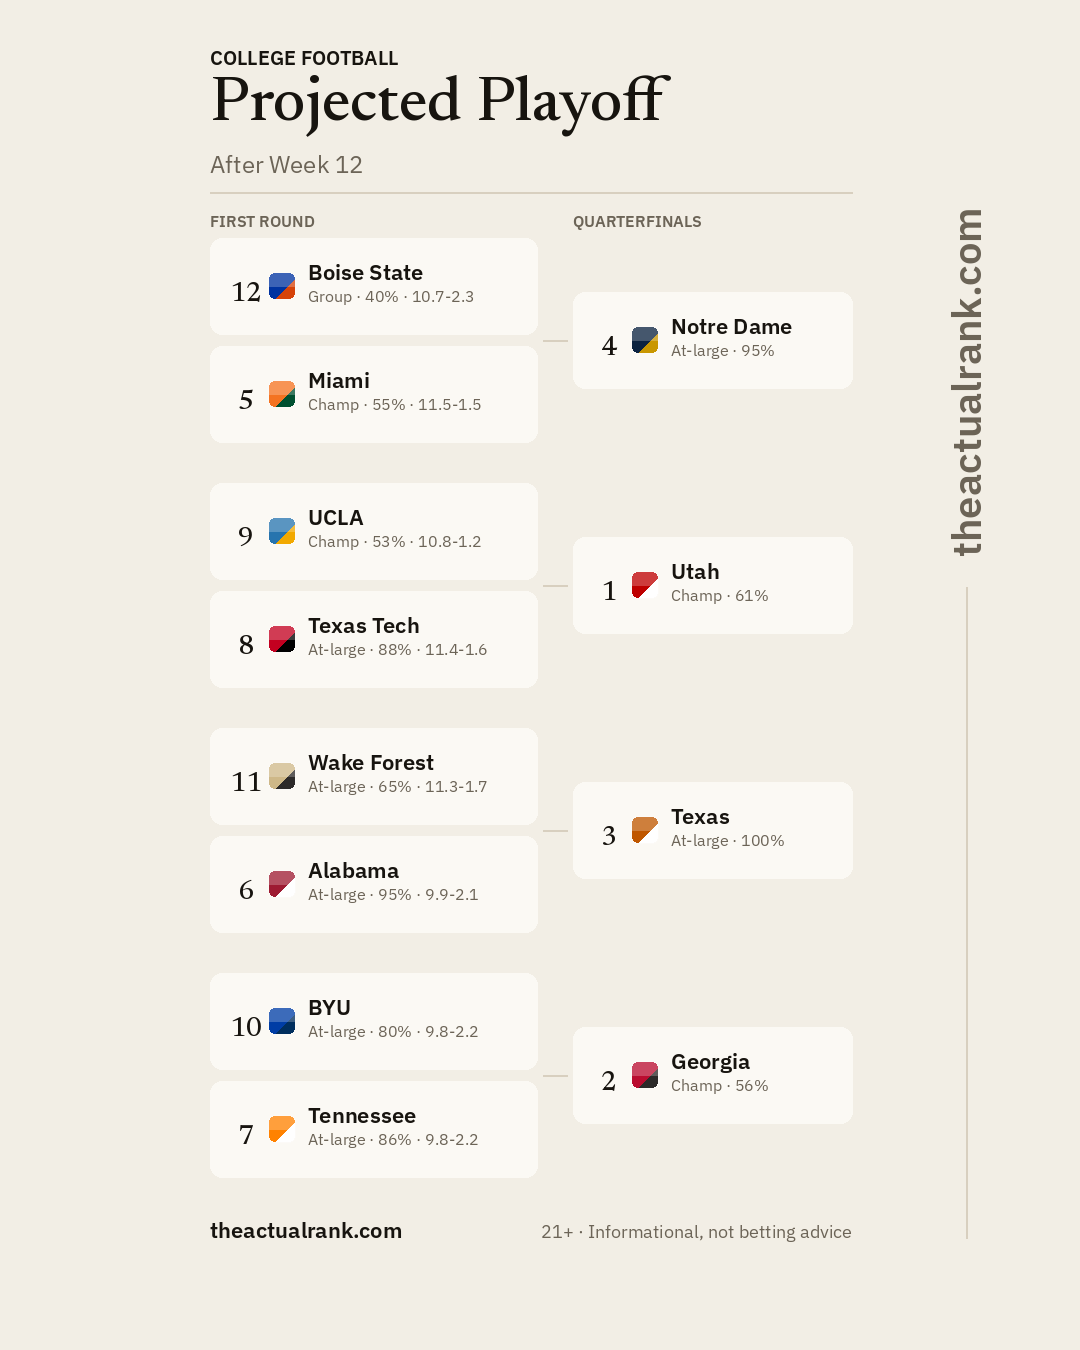 COLLEGE FOOTBALL
Projected Playoff
After Week 12
FIRST ROUND
QUARTERFINALS
12 Boise State
Group · 40% · 10.7-2.3
5 Miami
Champ · 55% · 11.5-1.5
4 Notre Dame
At-large · 95%
9 UCLA
Champ · 53% · 10.8-1.2
8 Texas Tech
At-large · 88% · 11.4-1.6
1 Utah
Champ · 61%
11 Wake Forest
At-large · 65% · 11.3-1.7
6 Alabama
At-large · 95% · 9.9-2.1
3 Texas
At-large · 100%
10 BYU
At-large · 80% · 9.8-2.2
7 Tennessee
At-large · 86% · 9.8-2.2
2 Georgia
Champ · 56%
theactualrank.com
21+ · Informational, not betting advice
theactualrank.com